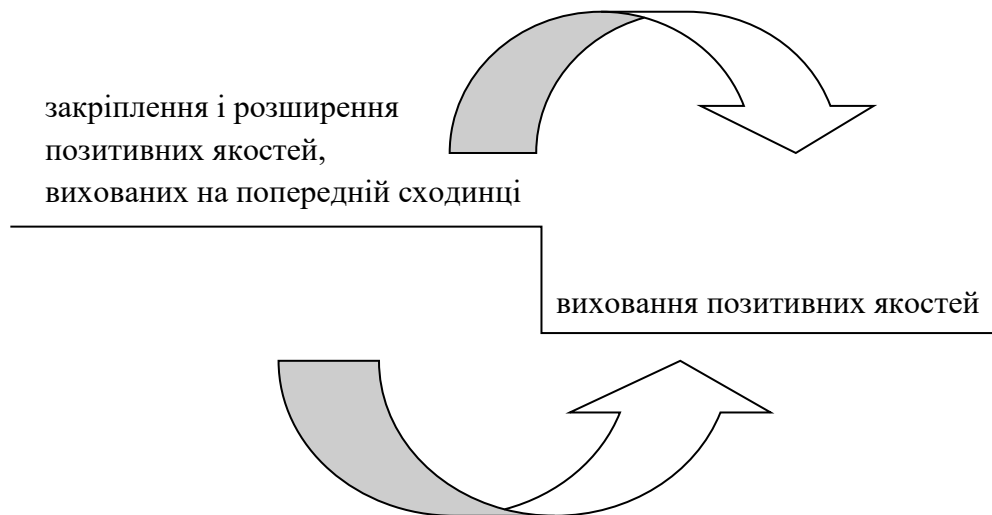 закріплення і розширення
позитивних якостей,
вихованих на попередній сходинці
виховання позитивних якостей